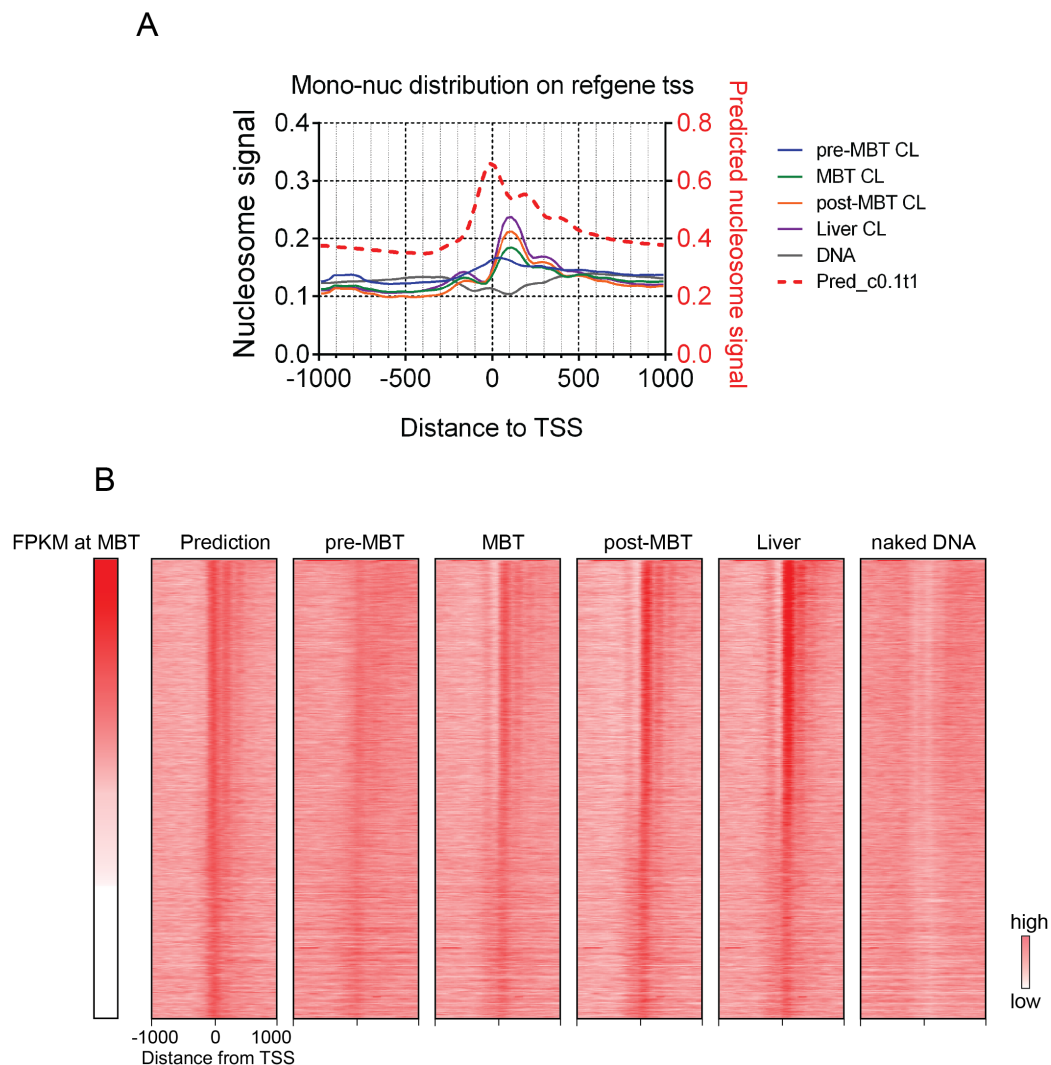 A
Mono-nuc distribution on refgene tss
Nucleosome signal
0.4
0.3
0.2
0.1
0.0
-1000
-500
0
500
1000
Distance to TSS
0.8
0.6
0.4
0.2
0.0
Predicted nucleosome signal
pre-MBT CL
MBT CL
post-MBT CL
Liver CL
DNA
Pred_c0.1t1
B
FPKM at MBT
Prediction
pre-MBT
MBT
post-MBT
Liver
naked DNA
-1000 0 1000
Distance from TSS
high
low